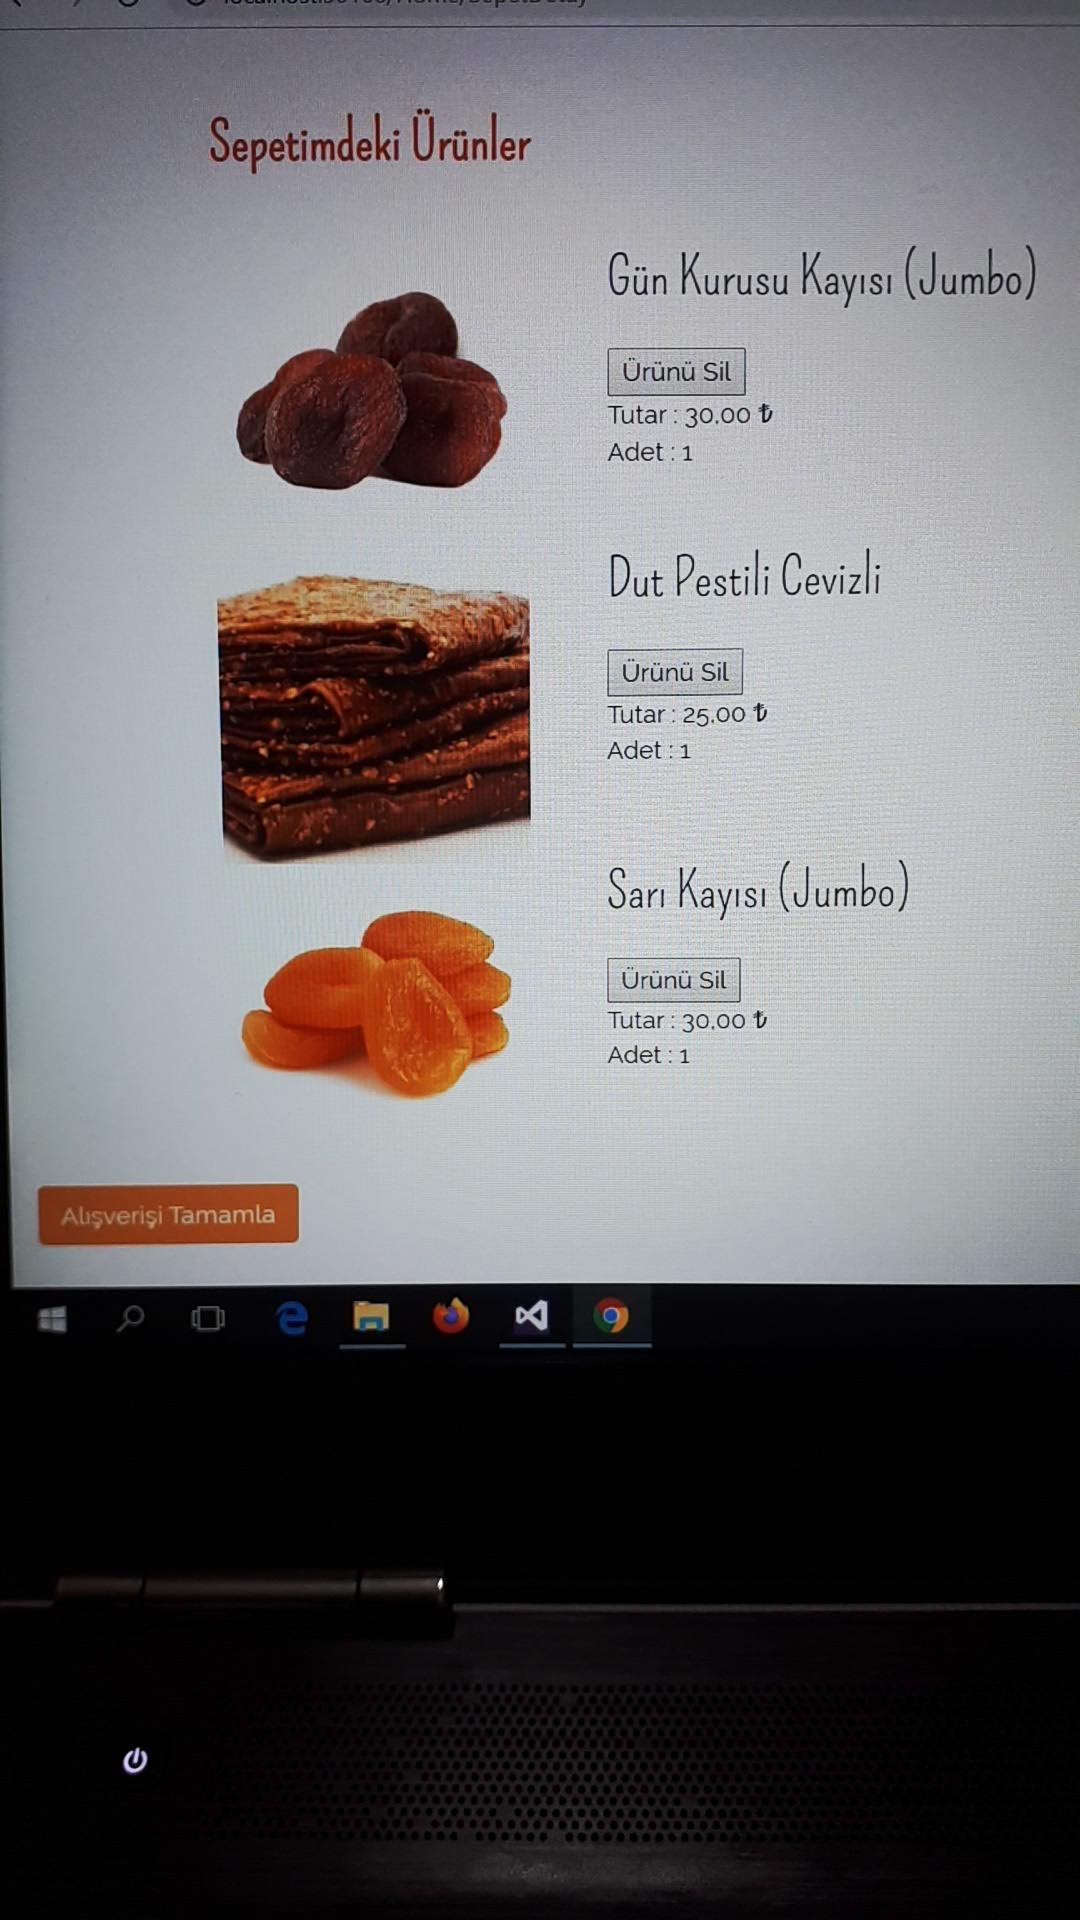 Sepetimdeki Ürünler
Gün Kurusu Kayısı (Jumbo)
Ürünü Sil
Tutar : 30,00 ₺
Adet : 1
Dut Pestili Cevizli
Ürünü Sil
Tutar : 25,00 ₺
Adet : 1
Sarı Kayısı (Jumbo)
Ürünü Sil
Tutar : 30,00 ₺
Adet : 1
Alışverişi Tamamla